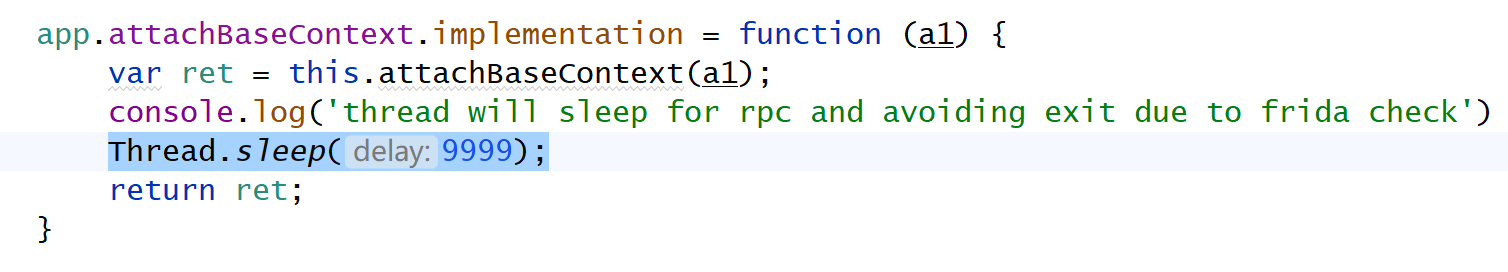 app.attachBaseContext.implementation = function (a1) {
    var ret = this.attachBaseContext(a1);
    console.log('thread will sleep for rpc and avoiding exit due to frida check')
    Thread.sleep( delay: 9999);
    return ret;
}